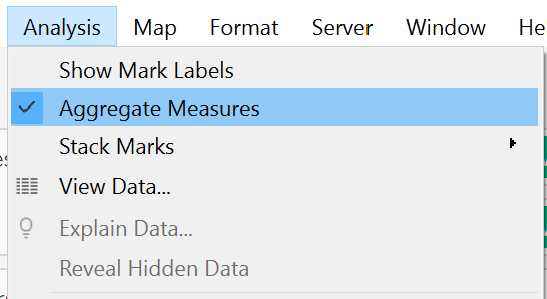 Analysis Map Format Server Window He
Show Mark Labels
Aggregate Measures
Stack Marks
View Data...
Explain Data...
Reveal Hidden Data